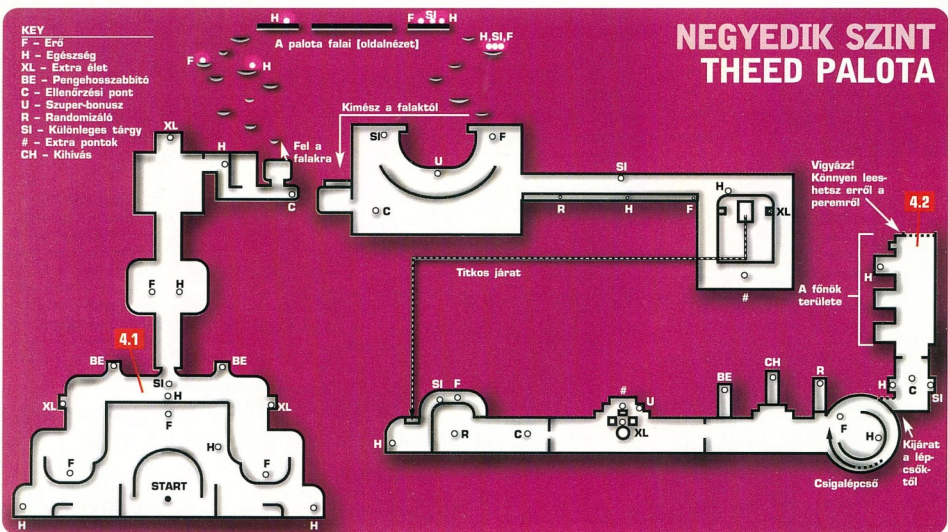 NEGYEDIK SZINT
THEED PALOTA
KEY
F – Erő
H – Egészség
XL – Extra élet
BE – Pengehosszabbító
C – Ellenőrzési pont
U – Szuper-bonusz
R – Randomizáló
SI – Különleges tárgy
# – Extra pontok
CH – Kihívás
H
F SI H
A palota falai [oldalnézet]
H,SI,F
F
H
Kimész a falaktól
Fel a
falakra
XL
H
C
SI
F
U
C
SI
R
H
F
H
XL
#
Vigyázz!
Könnyen lees-
hetsz erről a
peremről
4.2
H
A főnök
területe
Titkos járat
F H
4.1
BE
BE
SI
H
F
XL
XL
H
F
F
START
H
H
SI F
H
R
C
#
U
XL
BE
CH
R
F
H
H
C
SI
Kijárat
a lép-
csők-
től
Csigalépcső